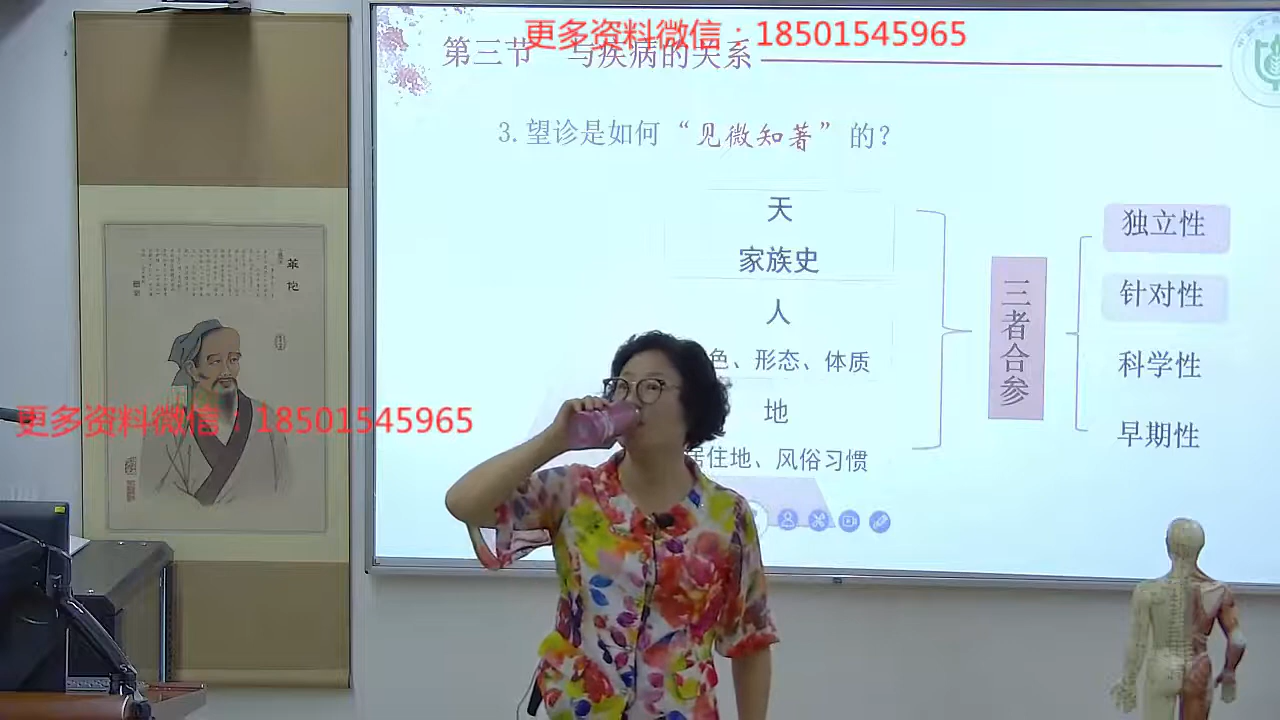 更多资料微信：18501545965
第三节 与疾病的关系
3.望诊是如何“见微知著”的？
天
家族史
人
色、形态、体质
地
居住地、风俗习惯
三者合参
独立性
针对性
科学性
早期性
更多资料微信：18501545965